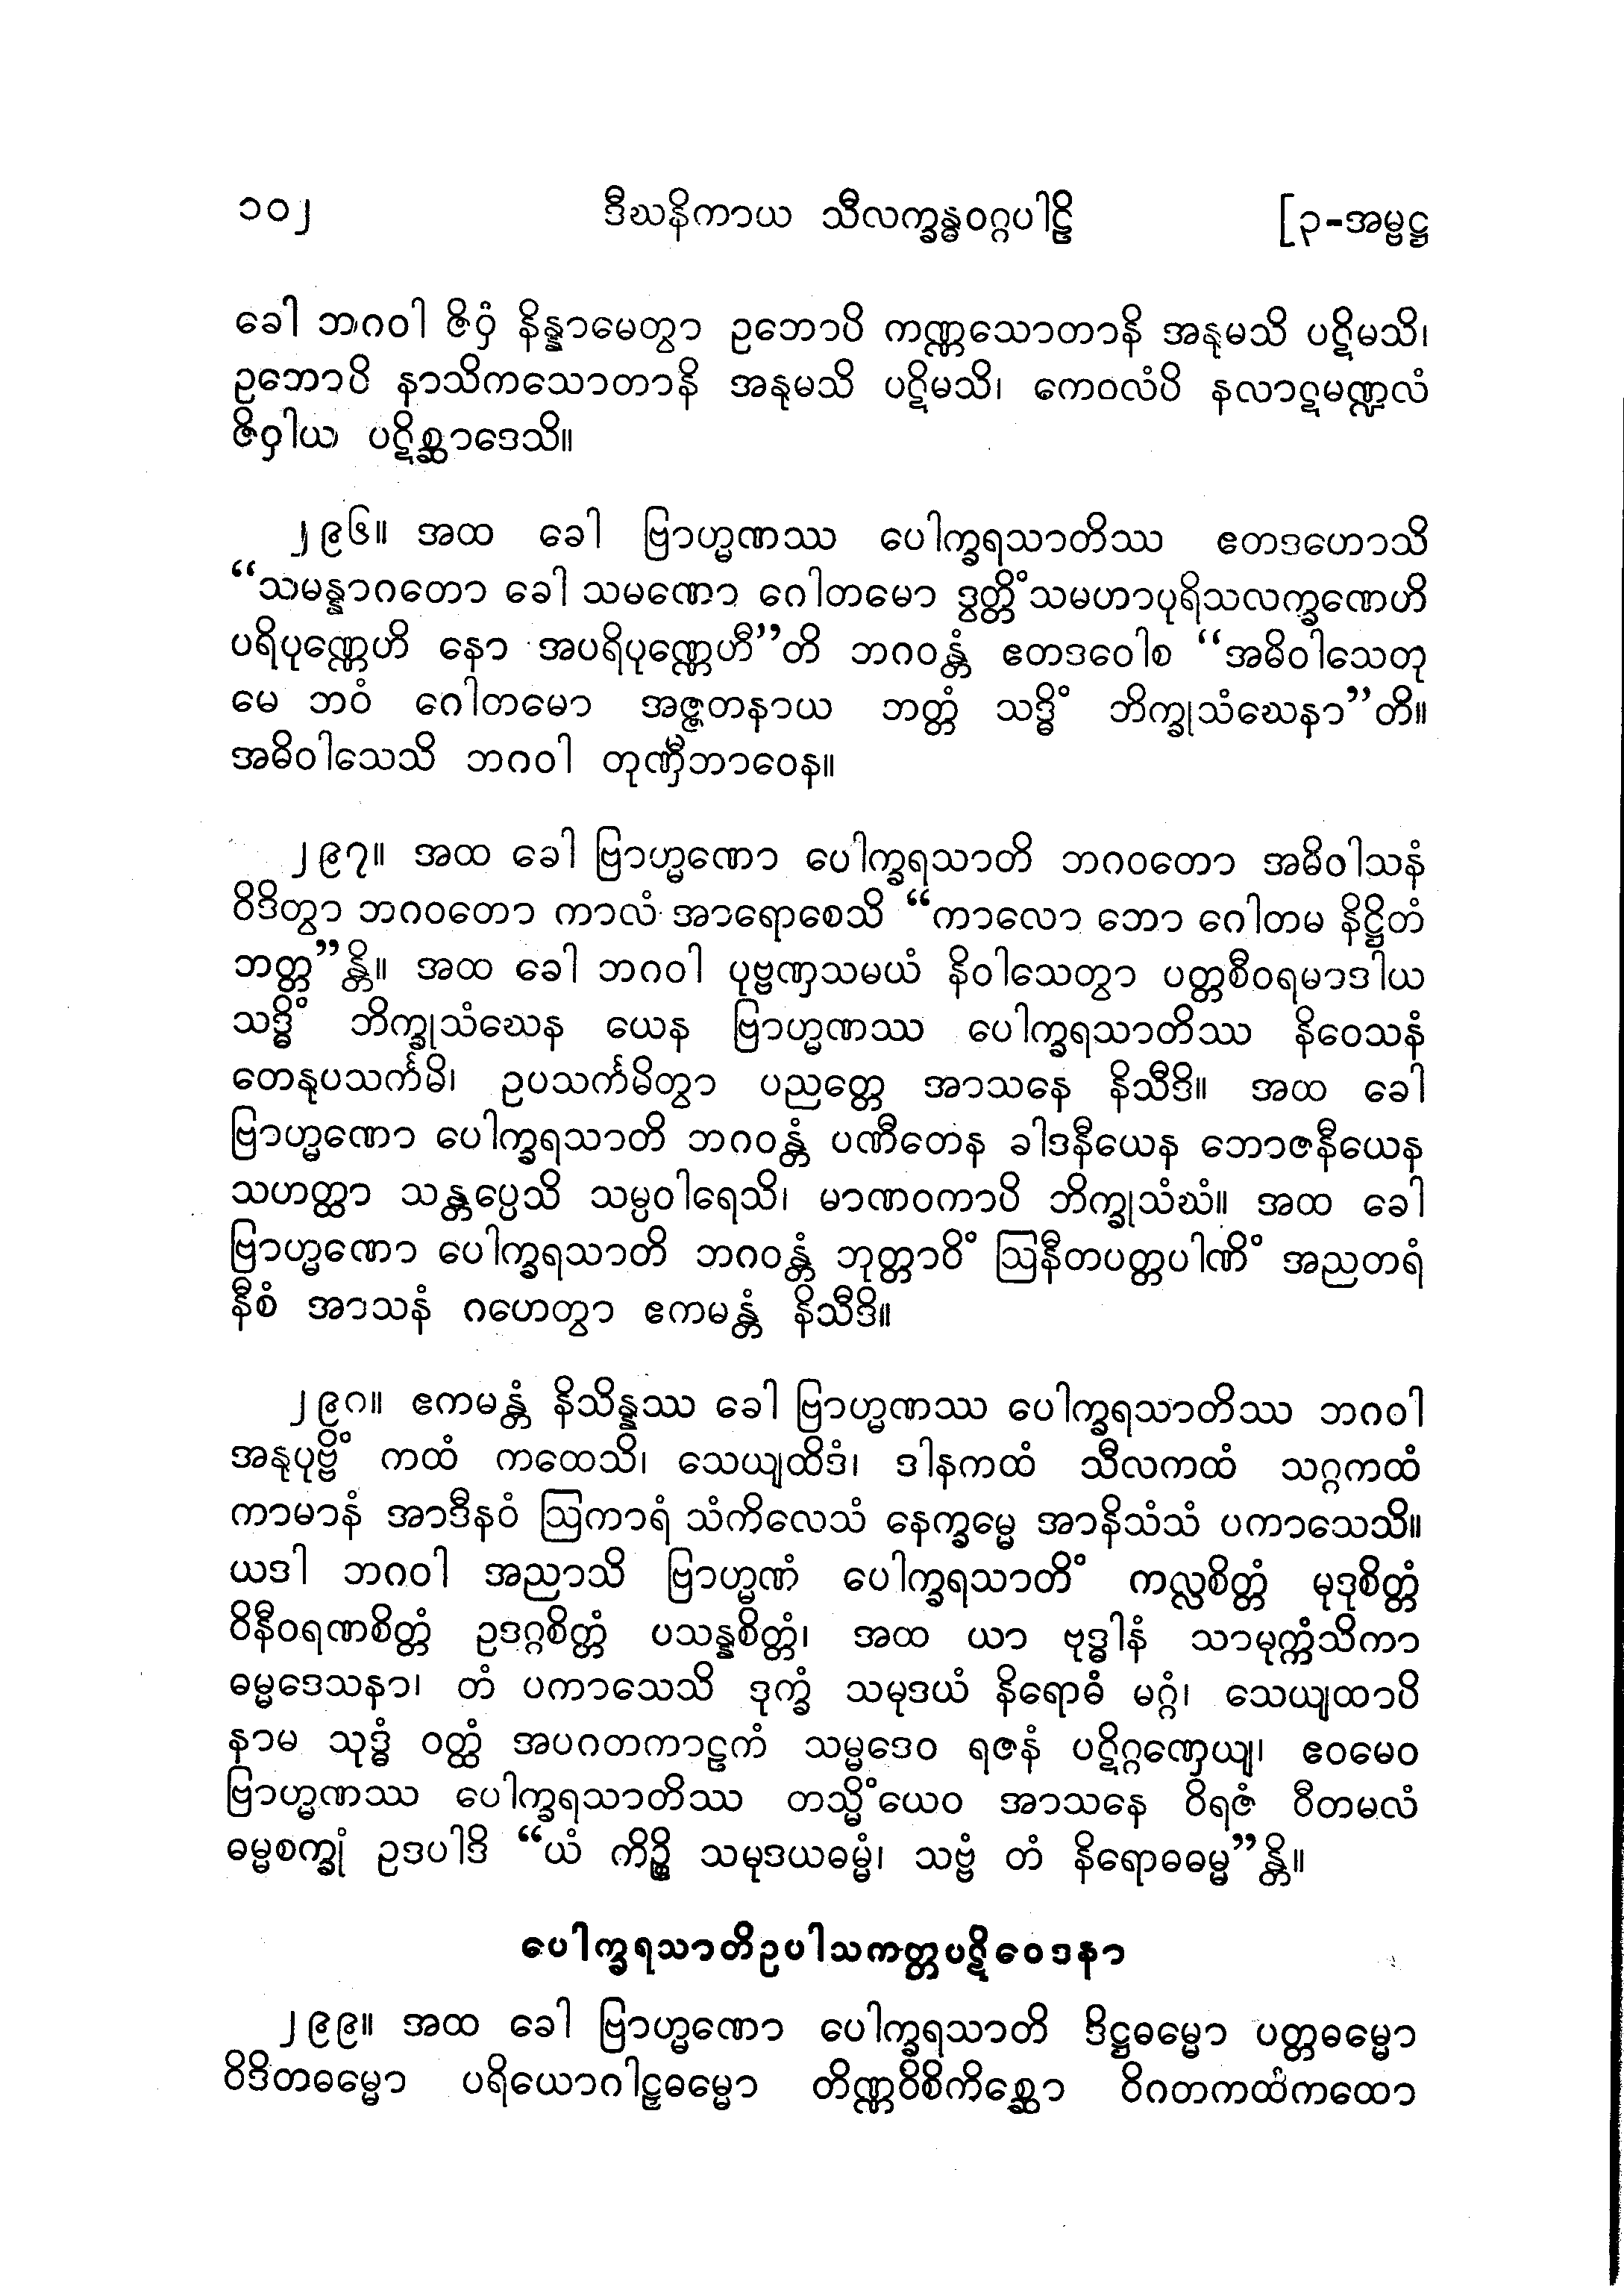 ၁၀၂ ဒီဃနိကာယ သီလက္ခန္ဓဝဂ္ဂပါဠိ [၃-အမ္ဗဋ္ဌ
ခေါ ဘဂဝါ ဇိဝှံ နိန္နာမေတွာ ဥဘောပိ ကဏ္ဏသောတာနိ အနုမသိ ပဋိမသိ၊
ဥဘောပိ နာသိကသောတာနိ အနုမသိ ပဋိမသိ၊ ကေဝလံပိ နလာဋမဏ္ဍလံ
ဇိဝှါယ ပဋိစ္ဆာဒေသိ။
၂၉၆။ အထ ခေါ ဗြာဟ္မဏဿ ပေါက္ခရသာတိဿ ဧတဒဟောသိ
“သမန္နာဂတော ခေါ သမဏော ဂေါတမော ဒွတ္တိံသမဟာပုရိသလက္ခဏေဟိ
ပရိပုဏ္ဏေဟိ နော အပရိပုဏ္ဏေဟီ”တိ ဘဂဝန္တံ ဧတဒဝေါစ “အဓိဝါသေတု
မေ ဘဝံ ဂေါတမော အဇ္ဇတနာယ ဘတ္တံ သဒ္ဓိံ ဘိက္ခုသံဃေနာ”တိ။
အဓိဝါသေသိ ဘဂဝါ တုဏှီဘာဝေန။
၂၉၇။ အထ ခေါ ဗြာဟ္မဏော ပေါက္ခရသာတိ ဘဂဝတော အဓိဝါသနံ
ဝိဒိတွာ ဘဂဝတော ကာလံ အာရောစေသိ “ကာလော ဘော ဂေါတမ နိဋ္ဌိတံ
ဘတ္တ”န္တိ။ အထ ခေါ ဘဂဝါ ပုဗ္ဗဏှသမယံ နိဝါသေတွာ ပတ္တစီဝရမာဒါယ
သဒ္ဓိံ ဘိက္ခုသံဃေန ယေန ဗြာဟ္မဏဿ ပေါက္ခရသာတိဿ နိဝေသနံ
တေနုပသင်္ကမိ၊ ဥပသင်္ကမိတွာ ပညတ္တေ အာသနေ နိသီဒိ။ အထ ခေါ
ဗြာဟ္မဏော ပေါက္ခရသာတိ ဘဂဝန္တံ ပဏီတေန ခါဒနီယေန ဘောဇနီယေန
သဟတ္ထာ သန္တပ္ပေသိ သမ္ပဝါရေသိ၊ မာဏဝကာပိ ဘိက္ခုသံဃံ။ အထ ခေါ
ဗြာဟ္မဏော ပေါက္ခရသာတိ ဘဂဝန္တံ ဘုတ္တာဝိံ ဩနီတပတ္တပါဏိံ အညတရံ
နီစံ အာသနံ ဂဟေတွာ ဧကမန္တံ နိသီဒိ။
၂၉၈။ ဧကမန္တံ နိသိန္နဿ ခေါ ဗြာဟ္မဏဿ ပေါက္ခရသာတိဿ ဘဂဝါ
အနုပုဗ္ဗိံ ကထံ ကထေသိ၊ သေယျထိဒံ၊ ဒါနကထံ သီလကထံ သဂ္ဂကထံ
ကာမာနံ အာဒီနဝံ ဩကာရံ သံကိလေသံ နေက္ခမ္မေ အာနိသံသံ ပကာသေသိ။
ယဒါ ဘဂဝါ အညာသိ ဗြာဟ္မဏံ ပေါက္ခရသာတိံ ကလ္လစိတ္တံ မုဒုစိတ္တံ
ဝိနီဝရဏစိတ္တံ ဥဒဂ္ဂစိတ္တံ ပသန္နစိတ္တံ၊ အထ ယာ ဗုဒ္ဓါနံ သာမုက္ကံသိကာ
ဓမ္မဒေသနာ၊ တံ ပကာသေသိ ဒုက္ခံ သမုဒယံ နိရောဓံ မဂ္ဂံ၊ သေယျထာပိ
နာမ သုဒ္ဓံ ဝတ္ထံ အပဂတကာဠကံ သမ္မဒေဝ ရဇနံ ပဋိဂ္ဂဏှေယျ၊ ဧဝမေဝ
ဗြာဟ္မဏဿ ပေါက္ခရသာတိဿ တသ္မိံယေဝ အာသနေ ဝိရဇံ ဝီတမလံ
ဓမ္မစက္ခုံ ဥဒပါဒိ “ယံ ကိဉ္စိ သမုဒယဓမ္မံ၊ သဗ္ဗံ တံ နိရောဓဓမ္မ”န္တိ။
ပေါက္ခရသာတိဥပါသကတ္တပဋိဝေဒနာ
၂၉၉။ အထ ခေါ ဗြာဟ္မဏော ပေါက္ခရသာတိ ဒိဋ္ဌဓမ္မော ပတ္တဓမ္မော
ဝိဒိတဓမ္မော ပရိယောဂါဠှဓမ္မော တိဏ္ဏဝိစိကိစ္ဆော ဝိဂတကထံကထော